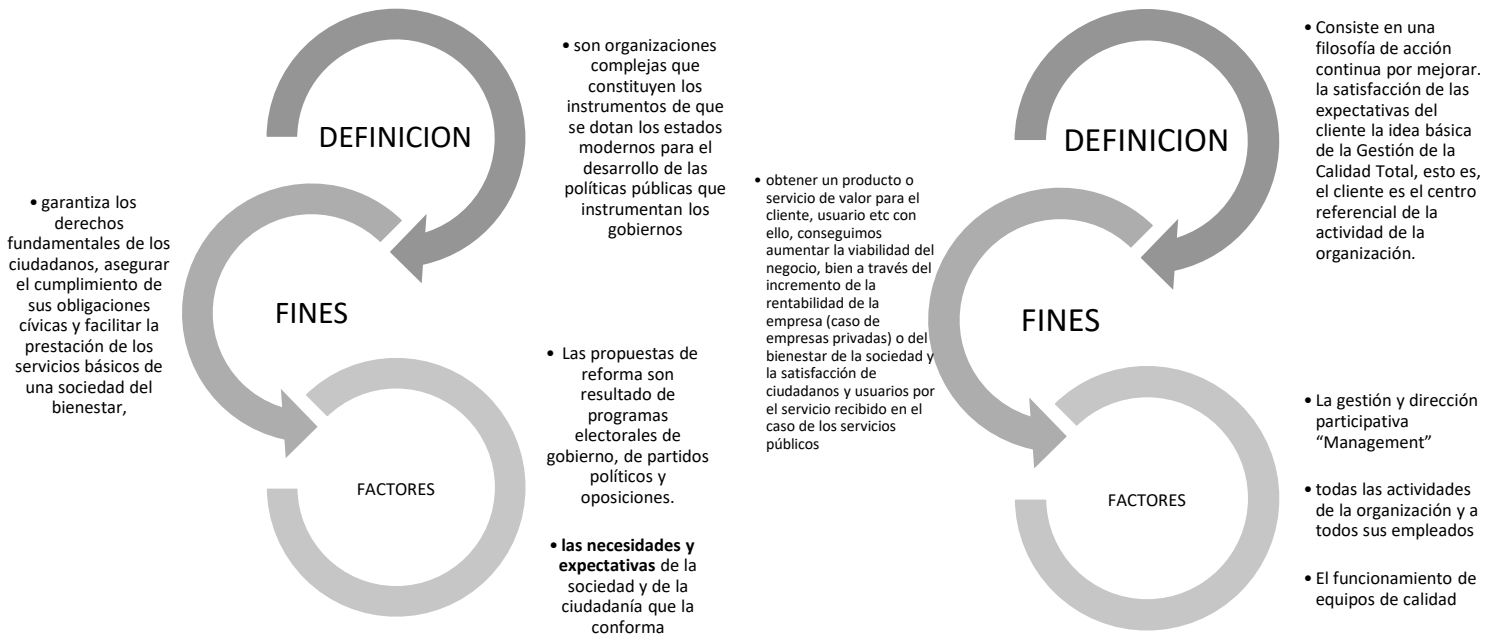 DEFINICION
• son organizaciones
complejas que
constituyen los
instrumentos de que
se dotan los estados
modernos para el
desarrollo de las
políticas públicas que
instrumentan los
gobiernos
FINES
• garantiza los
derechos
fundamentales de los
ciudadanos, asegurar
el cumplimiento de
sus obligaciones
cívicas y facilitar la
prestación de los
servicios básicos de
una sociedad del
bienestar,
FACTORES
• Las propuestas de
reforma son
resultado de
programas
electorales de
gobierno, de partidos
políticos y
oposiciones.
• las necesidades y
expectativas de la
sociedad y de la
ciudadanía que la
conforma
DEFINICION
• Consiste en una
filosofía de acción
continua por mejorar.
la satisfacción de las
expectativas del
cliente la idea básica
de la Gestión de la
Calidad Total, esto es,
el cliente es el centro
referencial de la
actividad de la
organización.
FINES
• obtener un producto o
servicio de valor para el
cliente, usuario etc con
ello, conseguimos
aumentar la viabilidad del
negocio, bien a través del
incremento de la
rentabilidad de la
empresa (caso de
empresas privadas) o del
bienestar de la sociedad y
la satisfacción de
ciudadanos y usuarios por
el servicio recibido en el
caso de los servicios
públicos
FACTORES
• La gestión y dirección
participativa
“Management”
• todas las actividades
de la organización y a
todos sus empleados
• El funcionamiento de
equipos de calidad